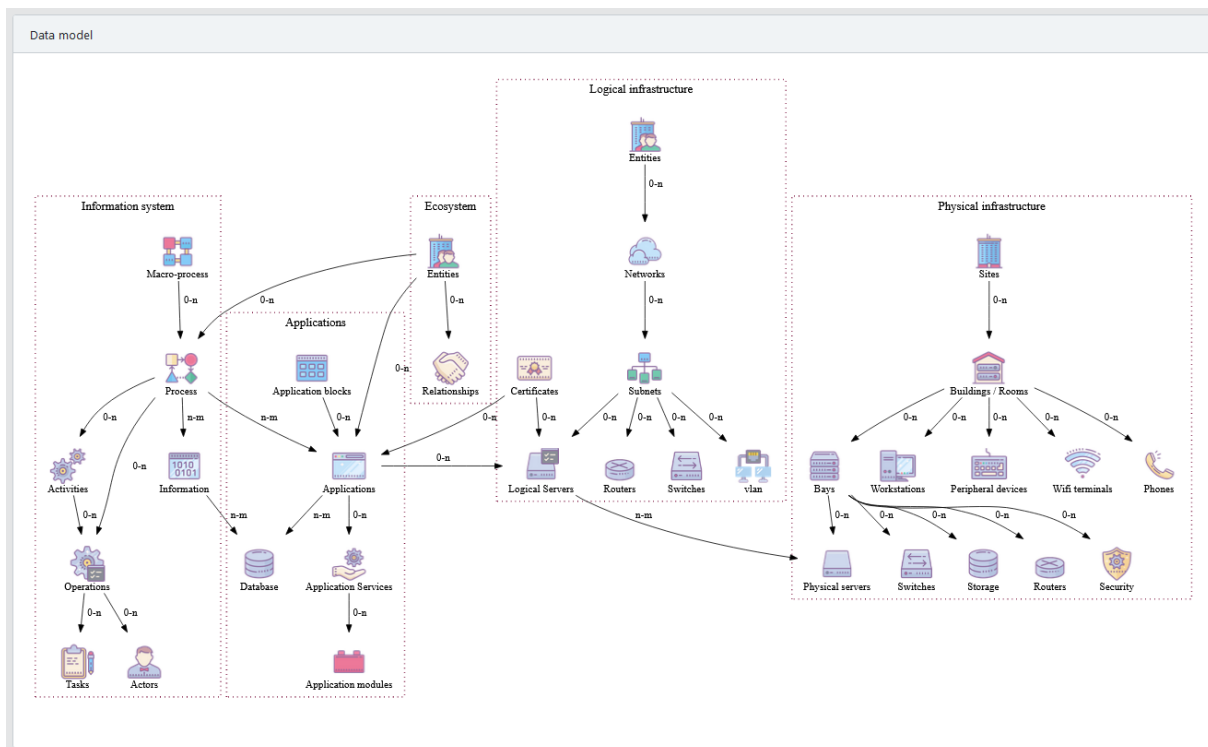 Data model
Logical infrastructure
Entities
0-n
Information system
Ecosystem
Physical infrastructure
Macro-process
Entities
Networks
Sites
0-n
0-n
0-n
0-n
0-n
Applications
Process
Application blocks
Relationships
Certificates
Subnets
Buildings / Rooms
0-n
0-n
n-m
n-m
0-n
0-n
0-n
0-n
0-n
0-n
0-n
0-n
0-n
0-n
0-n
0-n
0-n
0-n
1010
0101
Activities
Information
Applications
0-n
Logical Servers
Routers
Switches
vlan
Bays
Workstations
Peripheral devices
Wifi terminals
Phones
0-n
n-m
n-m
0-n
n-m
0-n
0-n
0-n
0-n
0-n
Operations
Database
Application Services
Physical servers
Switches
Storage
Routers
Security
0-n
0-n
0-n
Tasks
Actors
Application modules